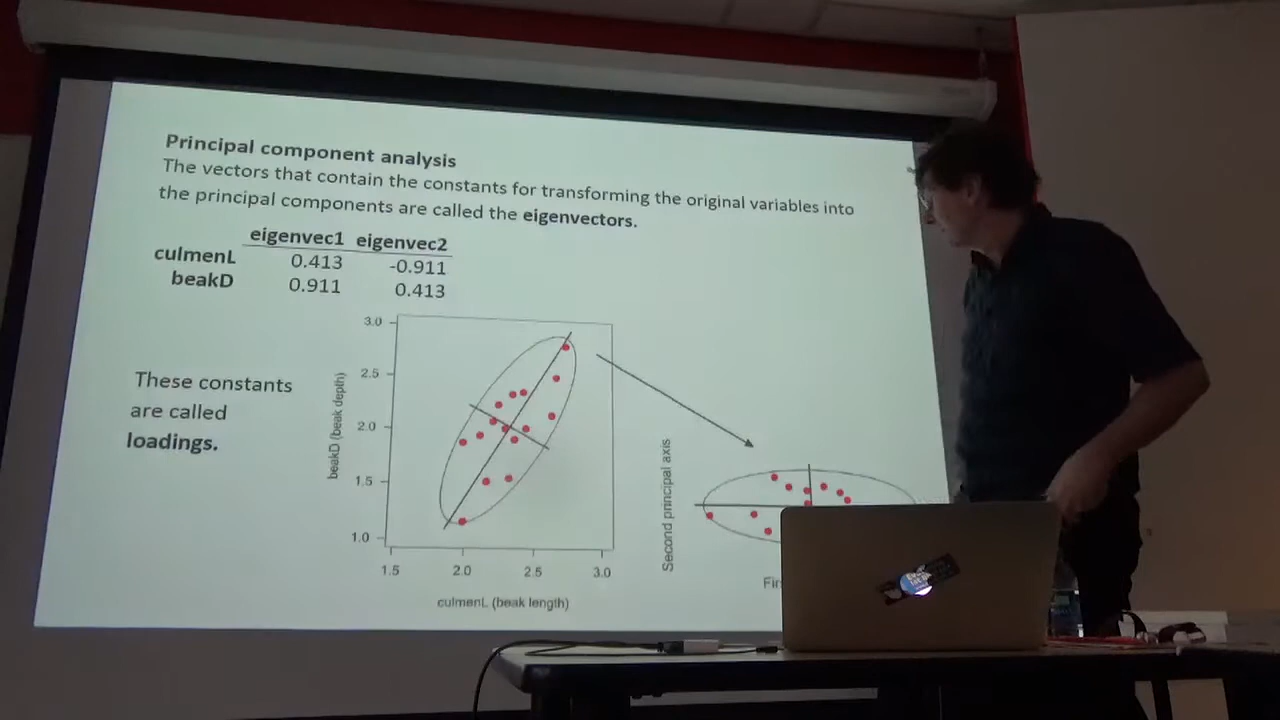 Principal component analysis
The vectors that contain the constants for transforming the original variables into
the principal components are called the eigenvectors.
eigenvec1 eigenvec2
culmenL 0.413 -0.911
beakD 0.911 0.413
These constants
are called
loadings.
beakD (beak depth)
3.0
2.5
2.0
1.5
1.0
1.5 2.0 2.5 3.0
culmenL (beak length)
Second principal axis